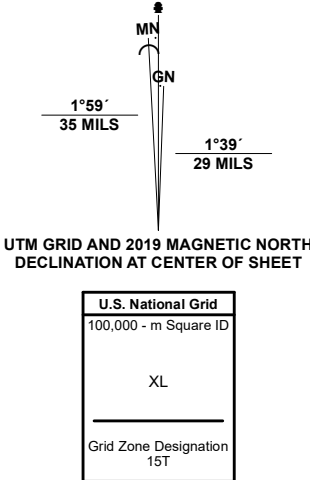 MN
GN
1°59´
35 MILS
1°39´
29 MILS
UTM GRID AND 2019 MAGNETIC NORTH
DECLINATION AT CENTER OF SHEET
U.S. National Grid
100,000 - m Square ID
XL
Grid Zone Designation
15T